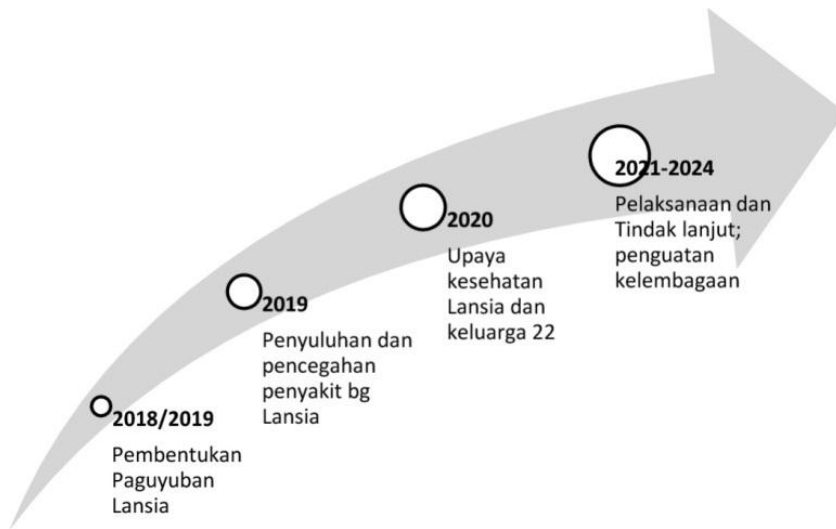 2021-2024
Pelaksanaan dan
Tindak lanjut;
penguatan
kelembagaan
2020
Upaya
kesehatan
Lansia dan
keluarga 22
2019
Penyuluhan dan
pencegahan
penyakit bg
Lansia
2018/2019
Pembentukan
Paguyuban
Lansia